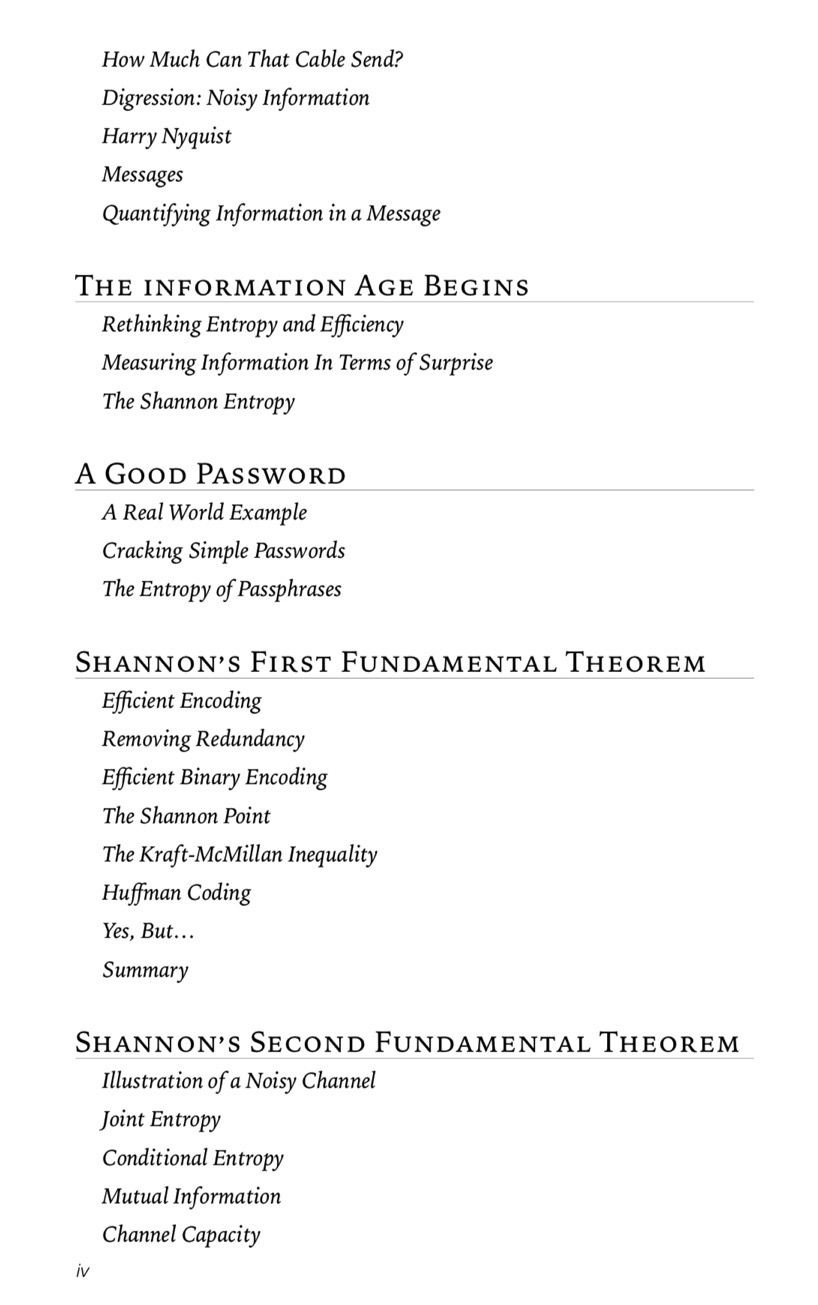 How Much Can That Cable Send?
Digression: Noisy Information
Harry Nyquist
Messages
Quantifying Information in a Message
The information Age Begins
Rethinking Entropy and Efficiency
Measuring Information In Terms of Surprise
The Shannon Entropy
A Good Password
A Real World Example
Cracking Simple Passwords
The Entropy of Passphrases
Shannon's First Fundamental Theorem
Efficient Encoding
Removing Redundancy
Efficient Binary Encoding
The Shannon Point
The Kraft-McMillan Inequality
Huffman Coding
Yes, But…
Summary
Shannon's Second Fundamental Theorem
Illustration of a Noisy Channel
Joint Entropy
Conditional Entropy
Mutual Information
Channel Capacity
iv